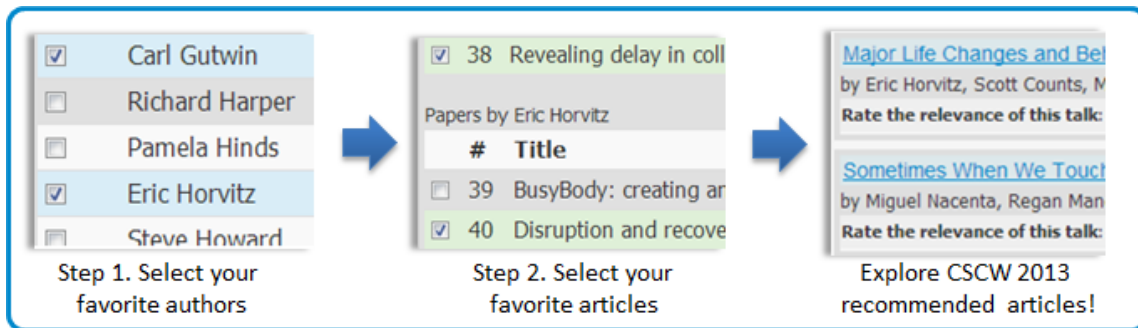 Carl Gutwin
Richard Harper
Pamela Hinds
Eric Horvitz
Steve Howard
Step 1. Select your
favorite authors
38 Revealing delay in coll
Papers by Eric Horvitz
# Title
39 BusyBody: creating an
40 Disruption and recove
Step 2. Select your
favorite articles
Major Life Changes and Beh
by Eric Horvitz, Scott Counts, M
Rate the relevance of this talk:
Sometimes When We Touch
by Miguel Nacenta, Regan Man
Rate the relevance of this talk:
Explore CSCW 2013
recommended articles!